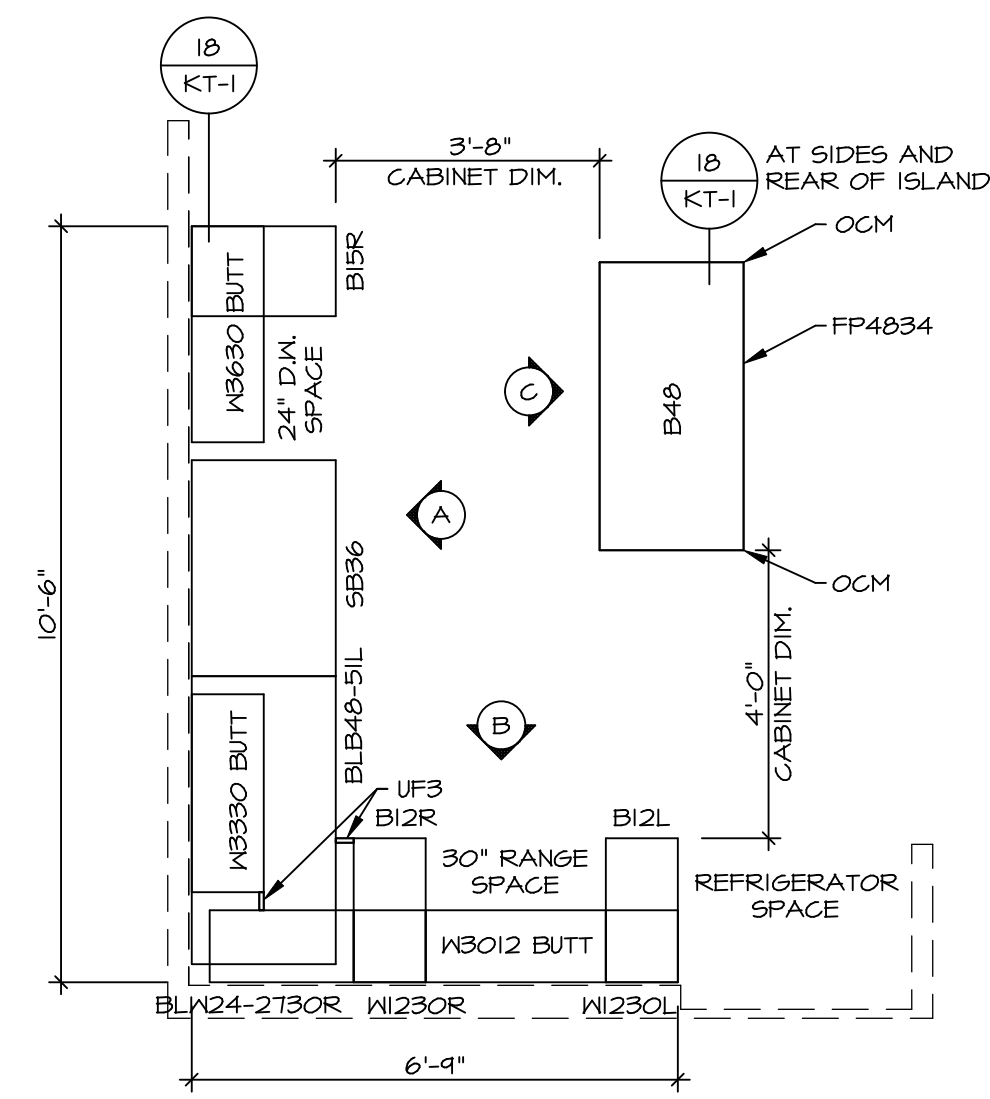 18
KT-1
3'-8"
CABINET DIM.
18
KT-1
AT SIDES AND
REAR OF ISLAND
OCM
B15R
W3630 BUTT
24" D.W.
SPACE
FP4834
C
B48
A
SB36
10'-6"
OCM
4'-0"
CABINET DIM.
BLB48-51L
B
W3330 BUTT
UF3
B12R
B12L
30" RANGE
SPACE
REFRIGERATOR
SPACE
W3012 BUTT
BLW24-2730R
W1230R
W1230L
6'-9"